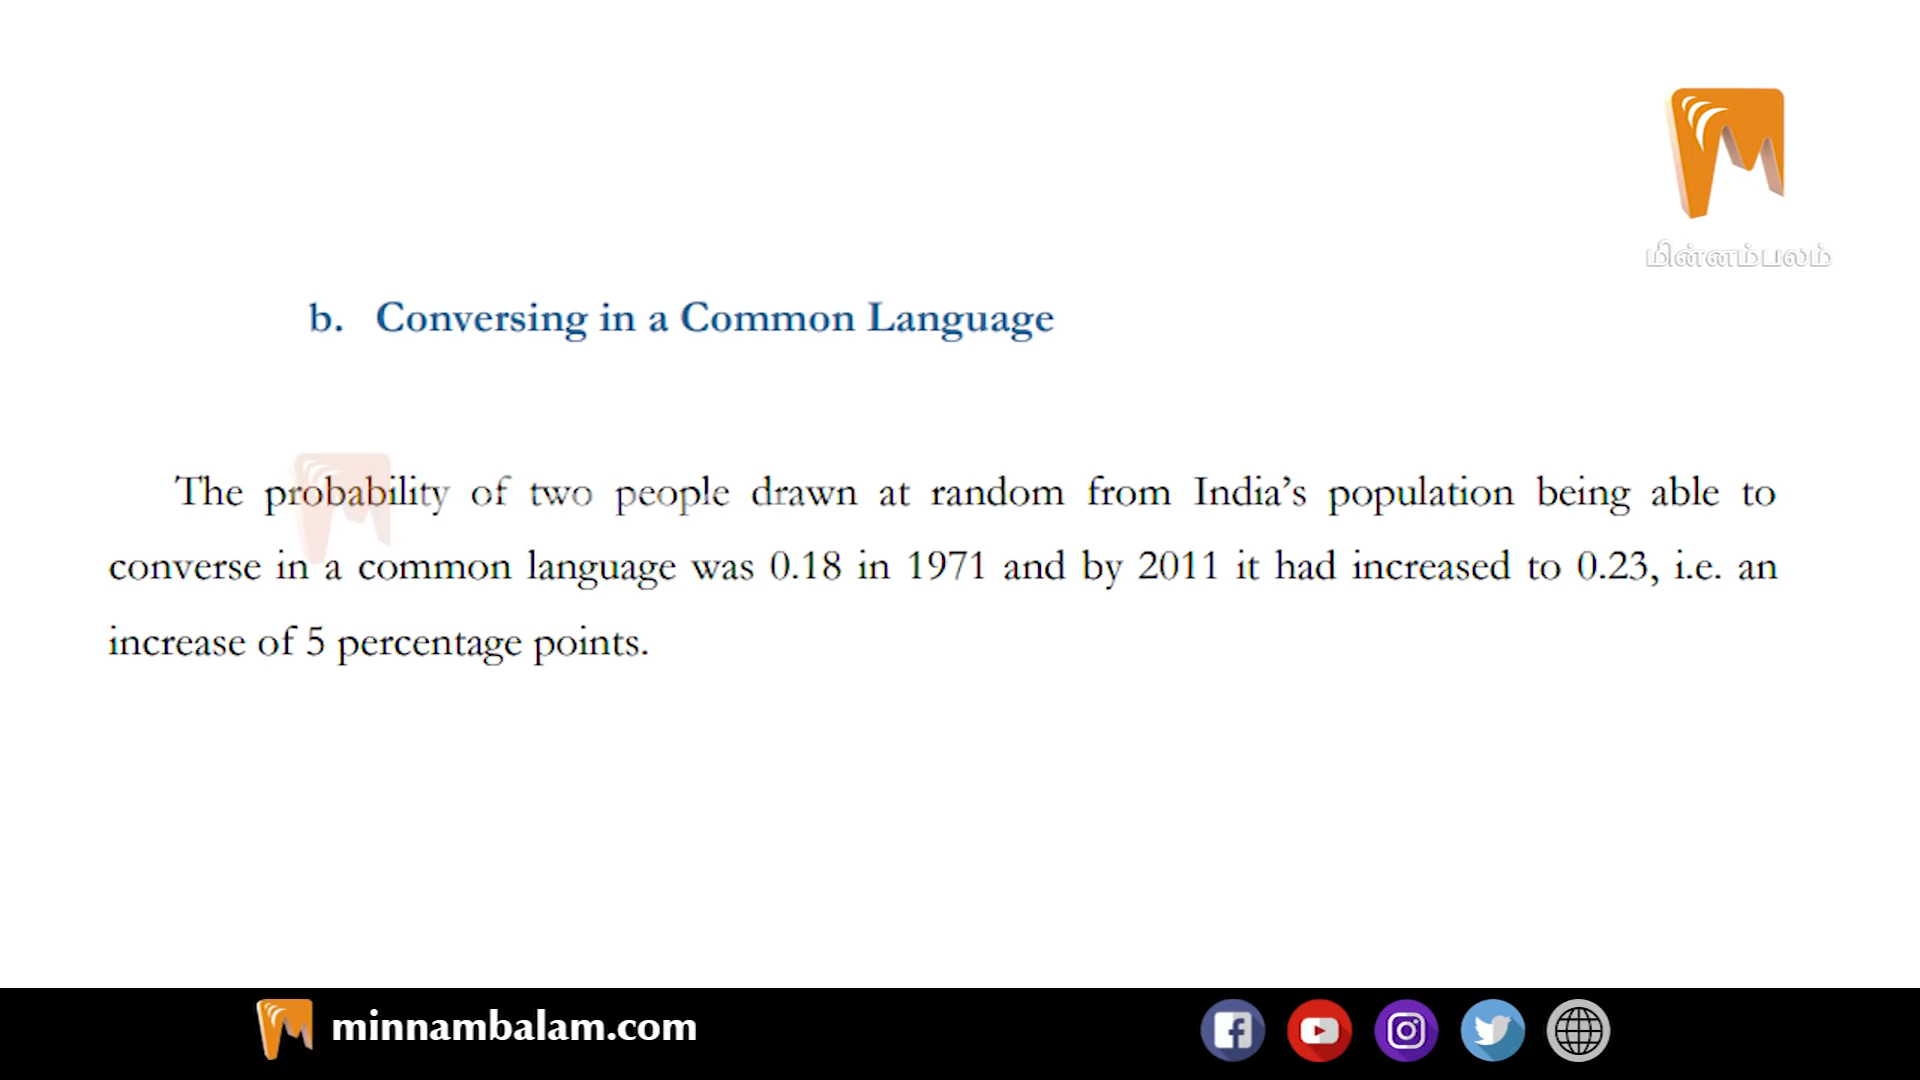 மின்னம்பலம்
b. Conversing in a Common Language
The probability of two people drawn at random from India’s population being able to
converse in a common language was 0.18 in 1971 and by 2011 it had increased to 0.23, i.e. an
increase of 5 percentage points.
minnambalam.com